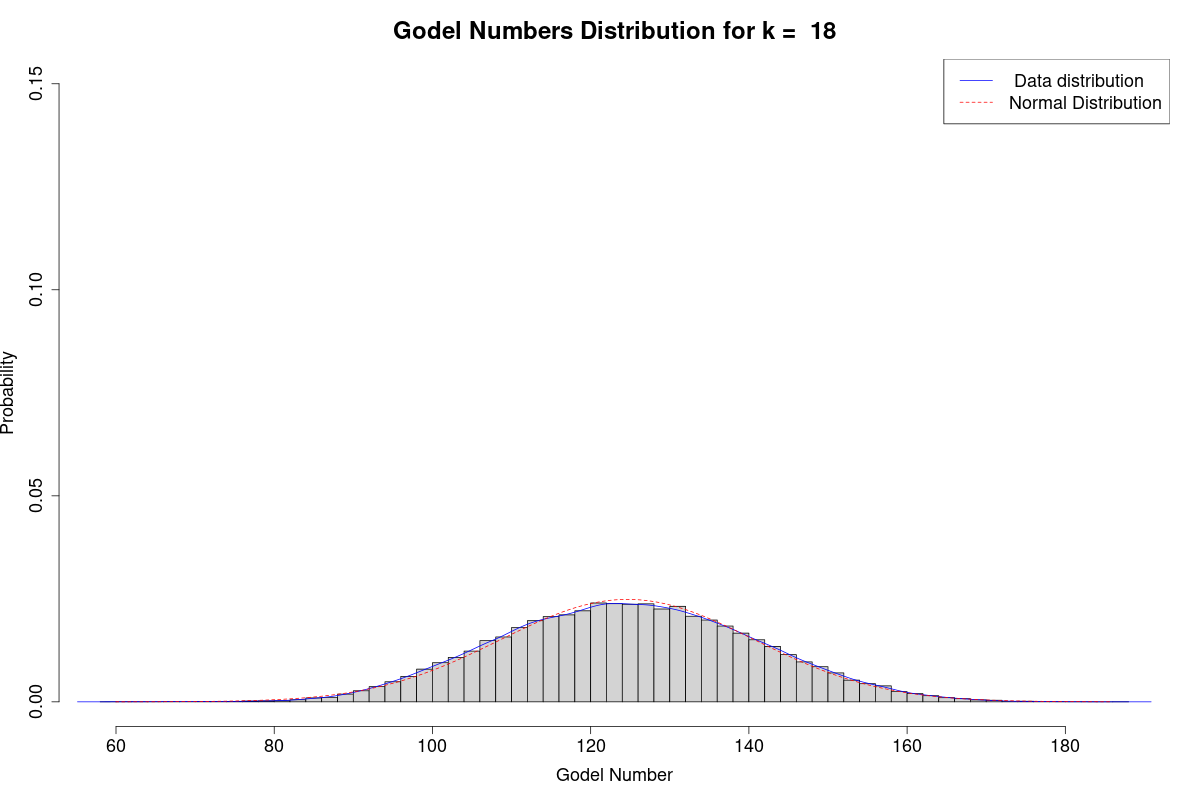 Godel Numbers Distribution for k =  18
Data distribution
Normal Distribution
0.15
0.10
0.05
0.00
Probability
60 80 100 120 140 160 180
Godel Number